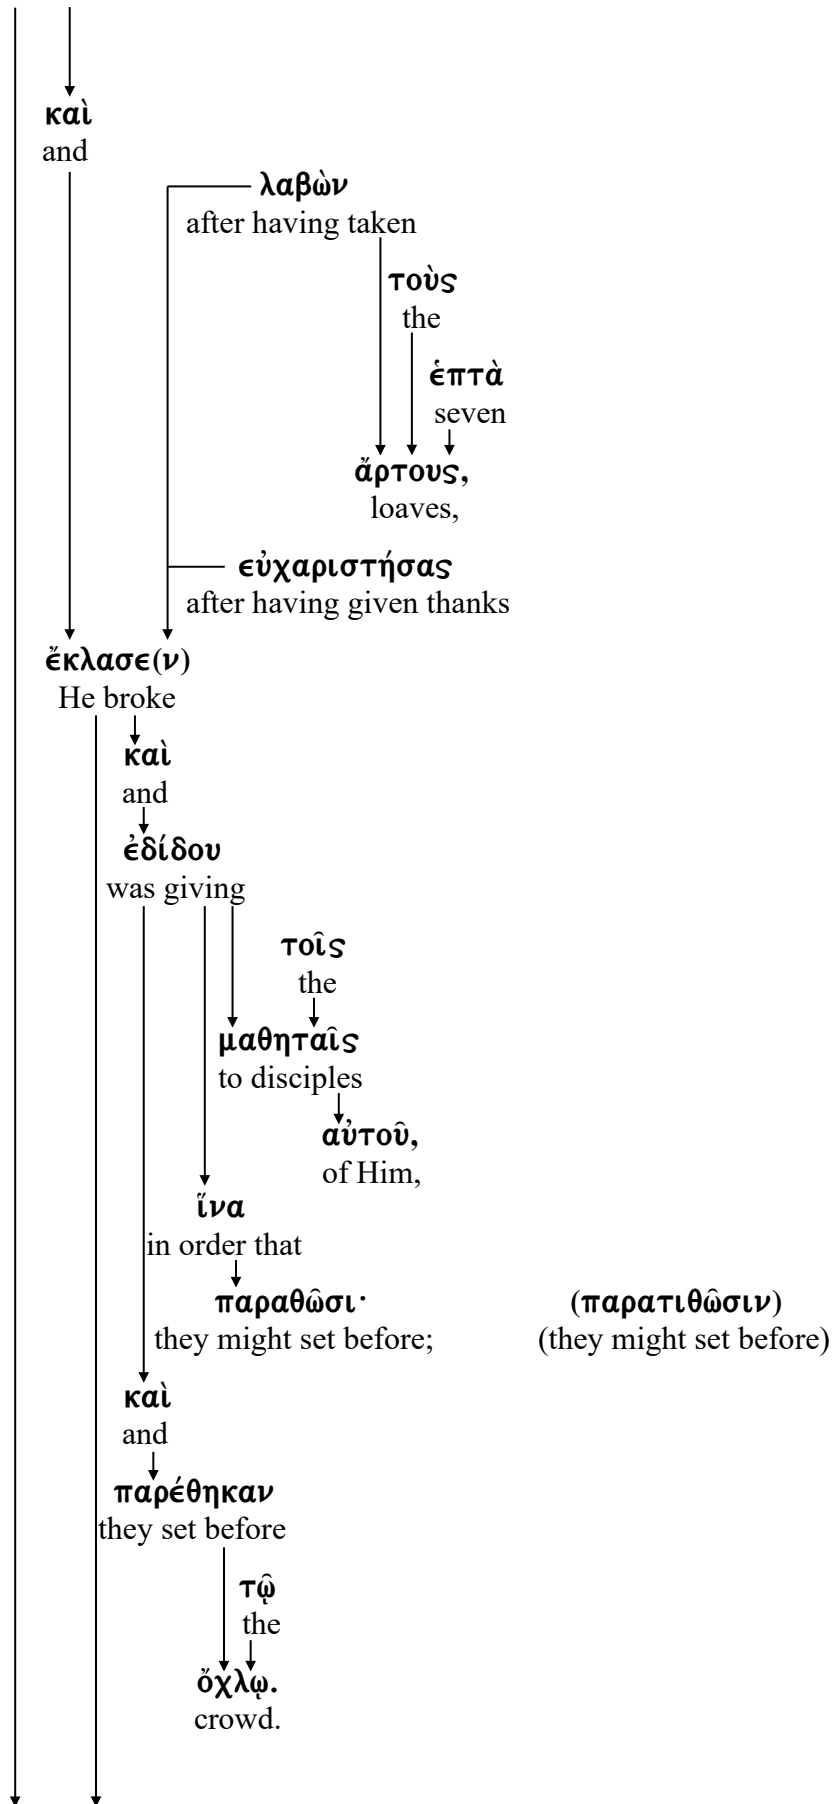 καὶ
and
λαβὼν
after having taken
τοὺς
the
ἑπτὰ
seven
ἄρτους,
loaves,
εὐχαριστήσας
after having given thanks
ἔκλασε(ν)
He broke
καὶ
and
ἐδίδου
was giving
τοῖς
the
μαθηταῖς
to disciples
αὐτοῦ,
of Him,
ἵνα
in order that
παραθῶσι· (παρατιθῶσιν)
they might set before; (they might set before)
καὶ
and
παρέθηκαν
they set before
τῷ
the
ὄχλῳ.
crowd.